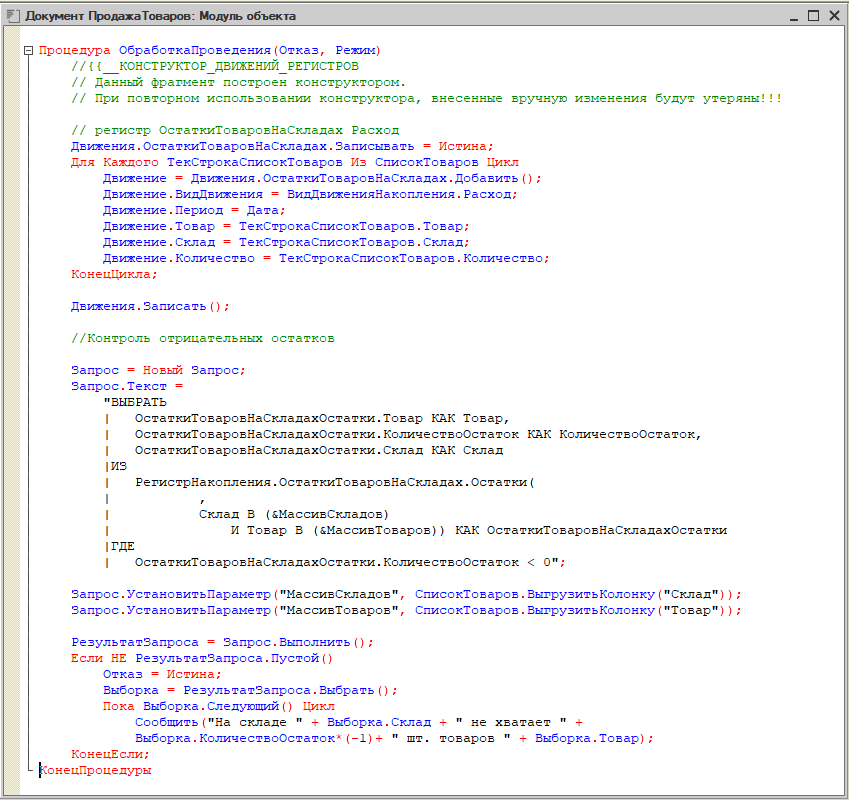 Документ ПродажаТоваров: Модуль объекта
Процедура ОбработкаПроведения(Отказ, Режим)
//{{__КОНСТРУКТОР_ДВИЖЕНИЙ_РЕГИСТРОВ
// Данный фрагмент построен конструктором.
// При повторном использовании конструктора, внесенные вручную изменения будут утеряны!!!
// регистр ОстаткиТоваровНаСкладах Расход
Движения.ОстаткиТоваровНаСкладах.Записывать = Истина;
Для Каждого ТекСтрокаСписокТоваров Из СписокТоваров Цикл
Движение = Движения.ОстаткиТоваровНаСкладах.Добавить();
Движение.ВидДвижения = ВидДвиженияНакопления.Расход;
Движение.Период = Дата;
Движение.Товар = ТекСтрокаСписокТоваров.Товар;
Движение.Склад = ТекСтрокаСписокТоваров.Склад;
Движение.Количество = ТекСтрокаСписокТоваров.Количество;
КонецЦикла;
Движения.Записать();
//Контроль отрицательных остатков
Запрос = Новый Запрос;
Запрос.Текст =
"ВЫБРАТЬ
|   ОстаткиТоваровНаСкладахОстатки.Товар КАК Товар,
|   ОстаткиТоваровНаСкладахОстатки.КоличествоОстаток КАК КоличествоОстаток,
|   ОстаткиТоваровНаСкладахОстатки.Склад КАК Склад
|ИЗ
|   РегистрНакопления.ОстаткиТоваровНаСкладах.Остатки(
|           ,
|           Склад В (&МассивСкладов)
|               И Товар В (&МассивТоваров)) КАК ОстаткиТоваровНаСкладахОстатки
|ГДЕ
|   ОстаткиТоваровНаСкладахОстатки.КоличествоОстаток < 0";
Запрос.УстановитьПараметр("МассивСкладов", СписокТоваров.ВыгрузитьКолонку("Склад"));
Запрос.УстановитьПараметр("МассивТоваров", СписокТоваров.ВыгрузитьКолонку("Товар"));
РезультатЗапроса = Запрос.Выполнить();
Если НЕ РезультатЗапроса.Пустой()
Отказ = Истина;
Выборка = РезультатЗапроса.Выбрать();
Пока Выборка.Следующий() Цикл
Сообщить("На складе " + Выборка.Склад + " не хватает " +
Выборка.КоличествоОстаток*(-1)+ " шт. товаров " + Выборка.Товар);
КонецЕсли;
КонецПроцедуры